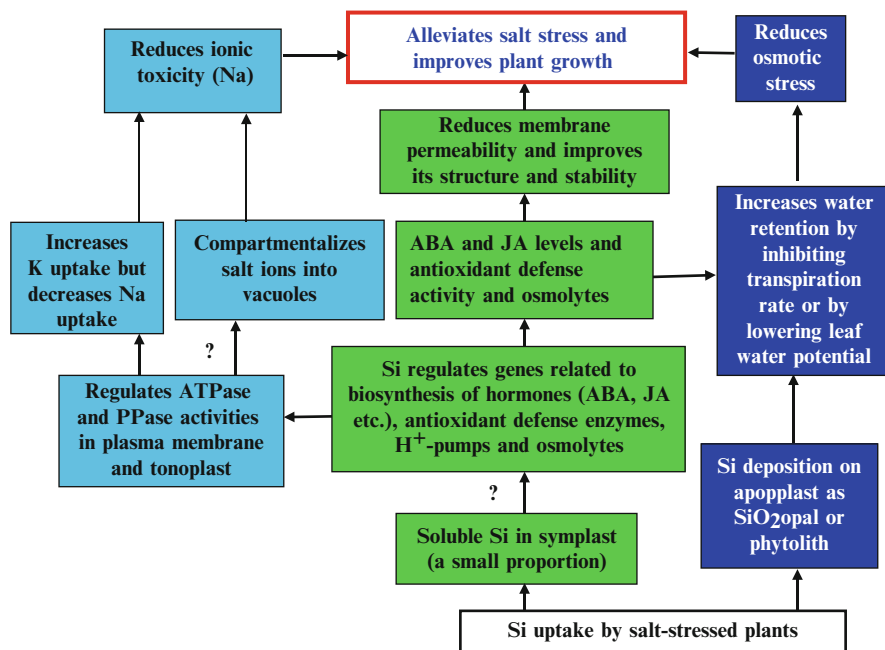 Reduces ionic
toxicity (Na)
Alleviates salt stress and
improves plant growth
Reduces
osmotic
stress
Reduces membrane
permeability and improves
its structure and stability
Increases
K uptake but
decreases Na
uptake
Compartmentalizes
salt ions into
vacuoles
ABA and JA levels and
antioxidant defense
activity and osmolytes
Increases water
retention by
inhibiting
transpiration
rate or by
lowering leaf
water potential
?
Regulates ATPase
and PPase activities
in plasma membrane
and tonoplast
Si regulates genes related to
biosynthesis of hormones (ABA, JA
etc.), antioxidant defense enzymes,
H⁺-pumps and osmolytes
Si deposition on
apopplast as
SiO₂opal or
phytolith
?
Soluble Si in symplast
(a small proportion)
Si uptake by salt-stressed plants